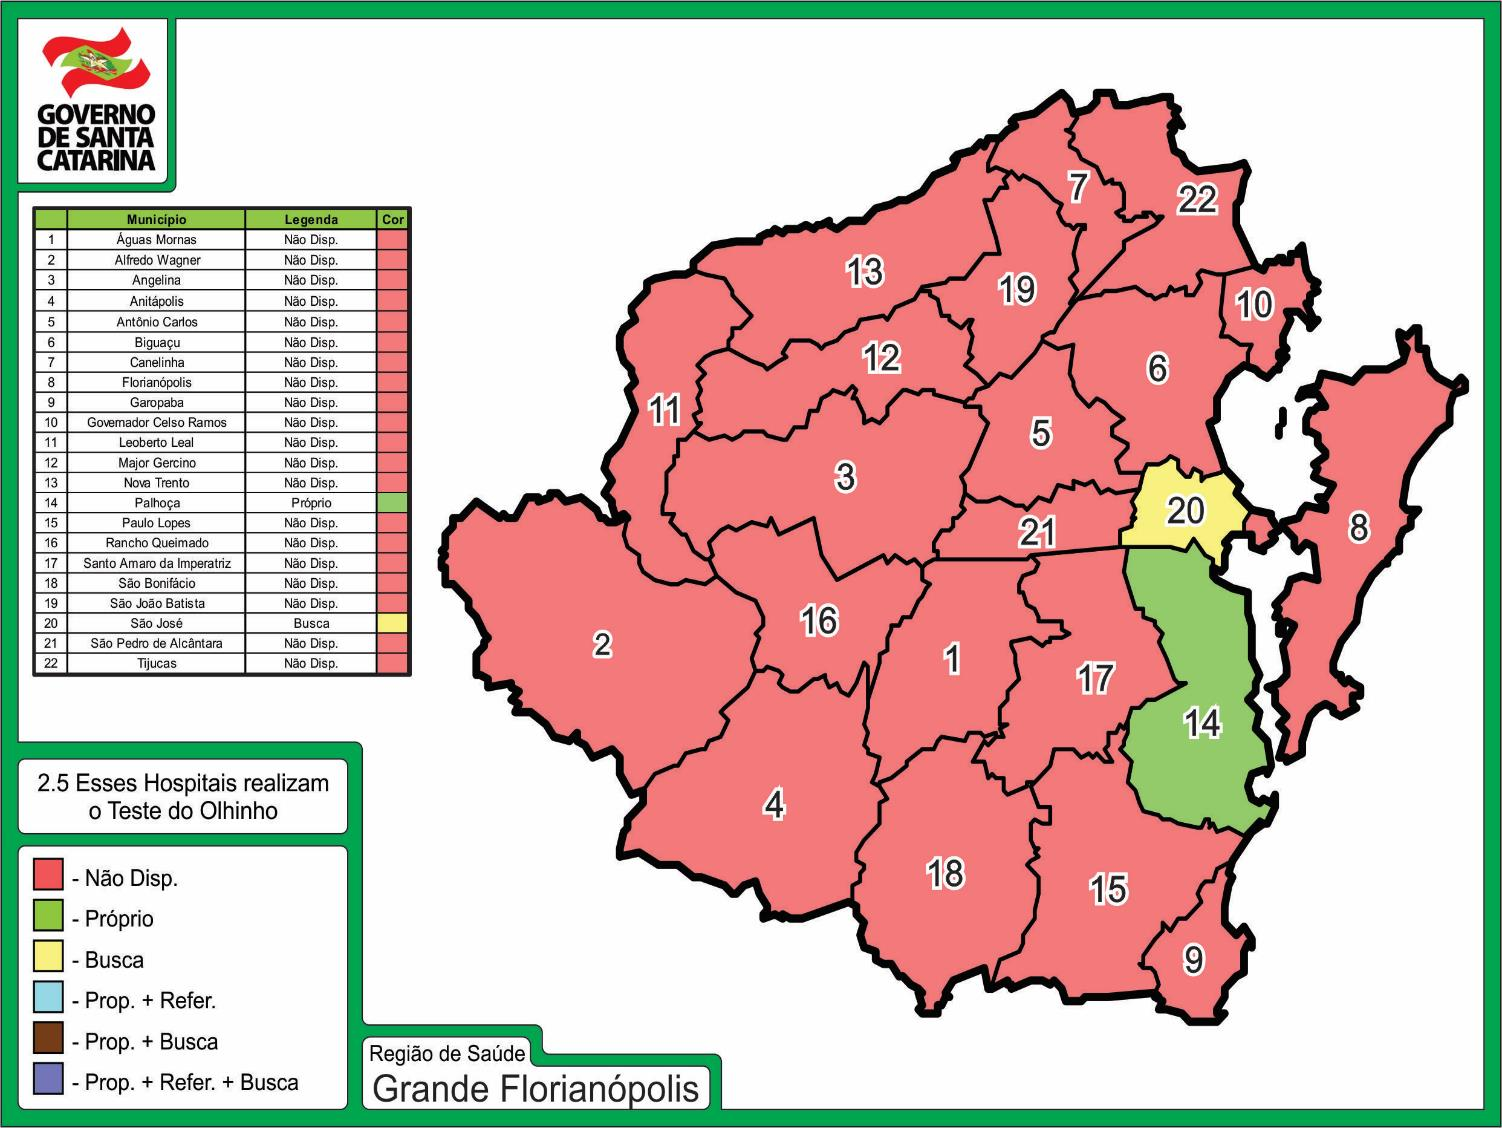 GOVERNO
DE SANTA
CATARINA
Município Legenda Cor
1 Águas Mornas Não Disp.
2 Alfredo Wagner Não Disp.
3 Angelina Não Disp.
4 Anitápolis Não Disp.
5 Antônio Carlos Não Disp.
6 Biguaçu Não Disp.
7 Canelinha Não Disp.
8 Florianópolis Não Disp.
9 Garopaba Não Disp.
10 Governador Celso Ramos Não Disp.
11 Leoberto Leal Não Disp.
12 Major Gercino Não Disp.
13 Nova Trento Não Disp.
14 Palhoça Próprio
15 Paulo Lopes Não Disp.
16 Rancho Queimado Não Disp.
17 Santo Amaro da Imperatriz Não Disp.
18 São Bonifácio Não Disp.
19 São João Batista Não Disp.
20 São José Busca
21 São Pedro de Alcântara Não Disp.
22 Tijucas Não Disp.
7
22
13
19
10
12
6
11
5
3
20
21
8
16
2
1
17
14
4
18
15
9
2.5 Esses Hospitais realizam
o Teste do Olhinho
- Não Disp.
- Próprio
- Busca
- Prop. + Refer.
- Prop. + Busca
- Prop. + Refer. + Busca
Região de Saúde
Grande Florianópolis